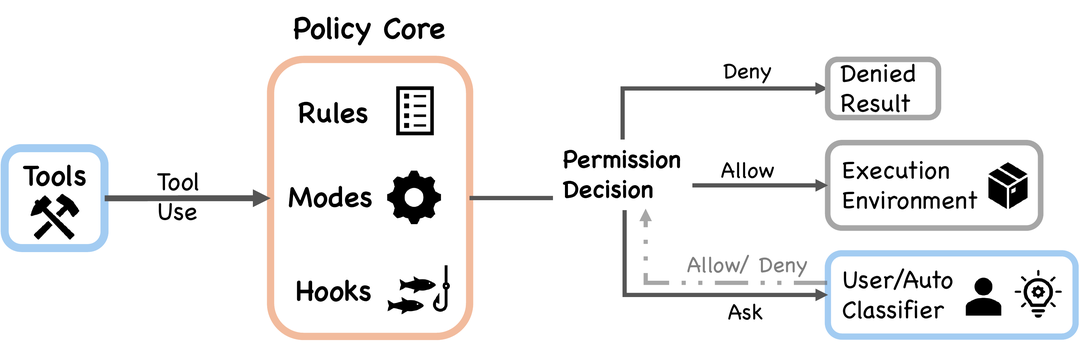 Policy Core
Tools
Tool
Use
Rules
Modes
Hooks
Permission
Decision
Deny
Denied
Result
Allow
Execution
Environment
Allow/ Deny
Ask
User/Auto
Classifier